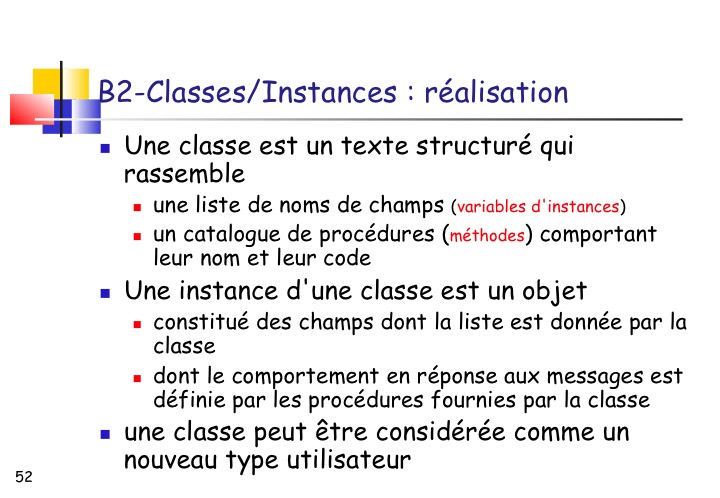 B2-Classes/Instances : réalisation
Une classe est un texte structuré qui
rassemble
une liste de noms de champs (variables d'instances)
un catalogue de procédures (méthodes) comportant
leur nom et leur code
Une instance d'une classe est un objet
constitué des champs dont la liste est donnée par la
classe
dont le comportement en réponse aux messages est
définie par les procédures fournies par la classe
une classe peut être considérée comme un
nouveau type utilisateur
52